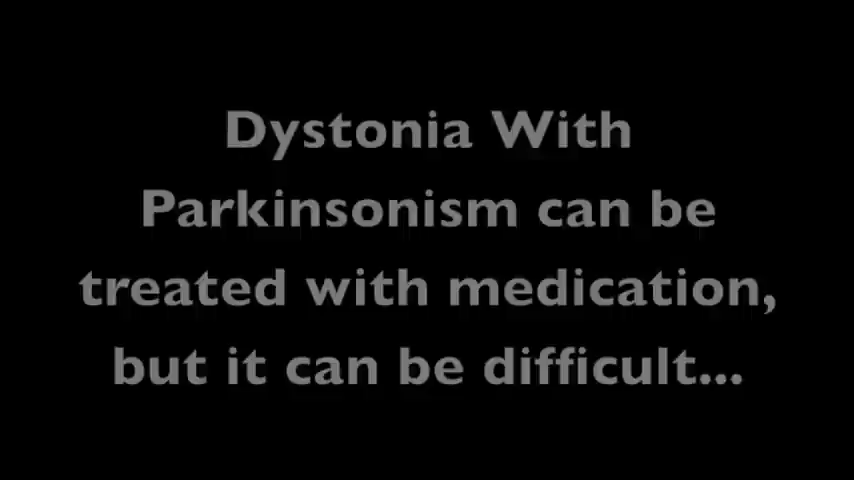 Dystonia With
Parkinsonism can be
treated with medication,
but it can be difficult...